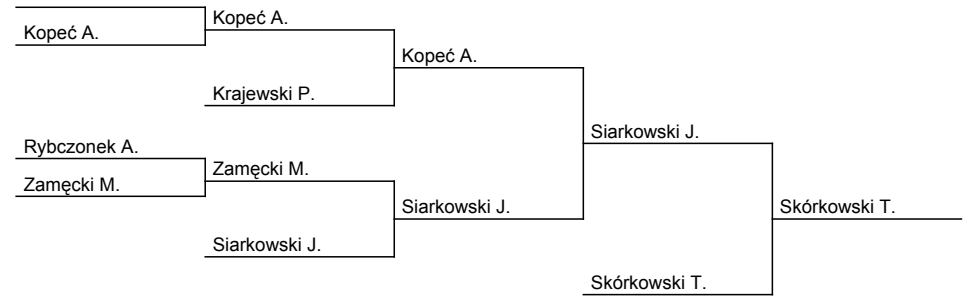 Kopeć A.
Kopeć A.
Kopeć A.
Krajewski P.
Siarkowski J.
Rybczonek A.
Zamęcki M.
Zamęcki M.
Siarkowski J.
Skórkowski T.
Siarkowski J.
Skórkowski T.